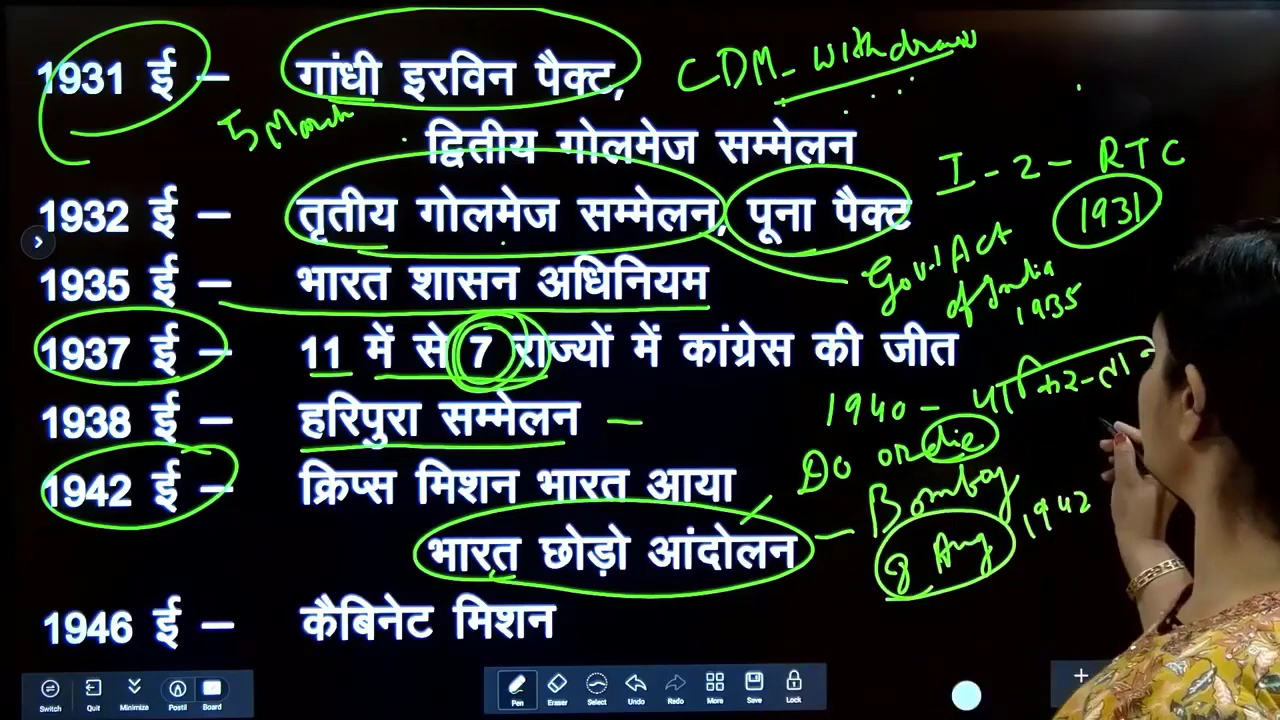 1931 ई – गांधी इरविन पैक्ट, CDM - withdraw
5 March
द्वितीय गोलमेज सम्मेलन
I - 2 - RTC
1931
1932 ई – तृतीय गोलमेज सम्मेलन, पूना पैक्ट
Govt Act
of India
1935
1935 ई – भारत शासन अधिनियम
1937 ई – 11 में से 7 राज्यों में कांग्रेस की जीत
1940 -
1938 ई – हरिपुरा सम्मेलन –
Do or die
1942 ई – क्रिप्स मिशन भारत आया
भारत छोड़ो आंदोलन – Bombay
8 Aug 1942
1946 ई – कैबिनेट मिशन
Switch Quit Minimize Postil Board Pen Eraser Select Undo Redo More Save Lock